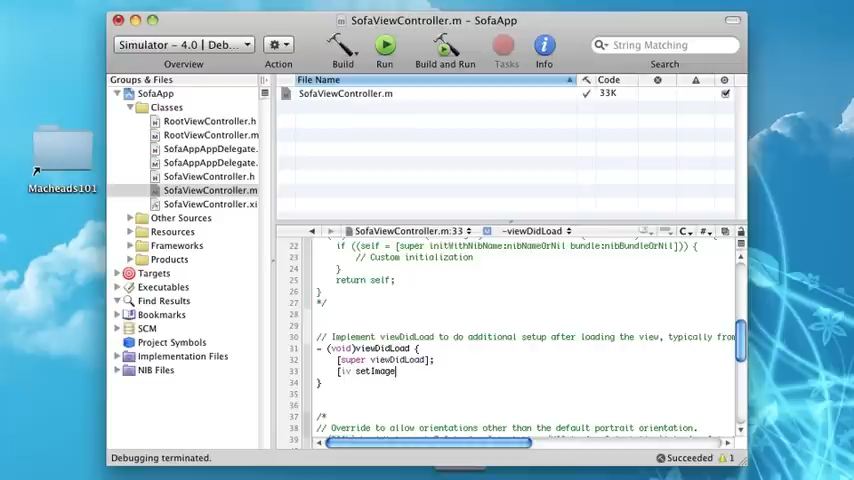 SofaViewController.m - SofaApp
Simulator - 4.0 | Deb...
Overview
Action
Build
Run
Build and Run
Tasks
Info
String Matching
Search
Groups & Files
SofaApp
Classes
RootViewController.h
RootViewController.m
SofaAppAppDelegate.
SofaAppAppDelegate.
SofaViewController.h
SofaViewController.m
SofaViewController.xi
Other Sources
Resources
Frameworks
Products
Targets
Executables
Find Results
Bookmarks
SCM
Project Symbols
Implementation Files
NIB Files
File Name
Code
SofaViewController.m
33K
SofaViewController.m:33
-viewDidLoad
C
#
22 if ((self = [super initWithNibName:nibNameOrNil bundle:nibBundleOrNil])) {
23 // Custom initialization
24 }
25 return self;
26 }
27 */
28
29
30 // Implement viewDidLoad to do additional setup after loading the view, typically from
31 - (void)viewDidLoad {
32 [super viewDidLoad];
33 [iv setImage
34 }
35
36
37 /*
38 // Override to allow orientations other than the default portrait orientation.
39
Debugging terminated.
Succeeded
1
Macheads101